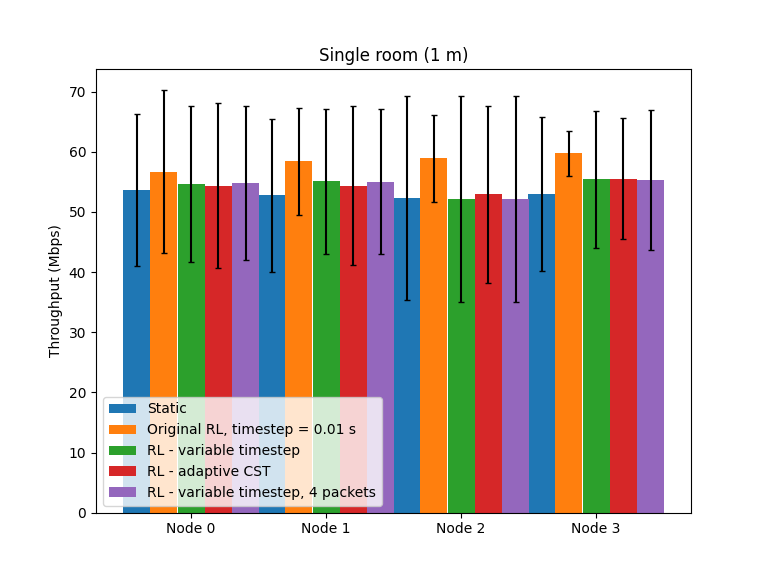 Single room (1 m)
Throughput (Mbps)
70
60
50
40
30
20
10
0
Static
Original RL, timestep = 0.01 s
RL - variable timestep
RL - adaptive CST
RL - variable timestep, 4 packets
Node 0
Node 1
Node 2
Node 3